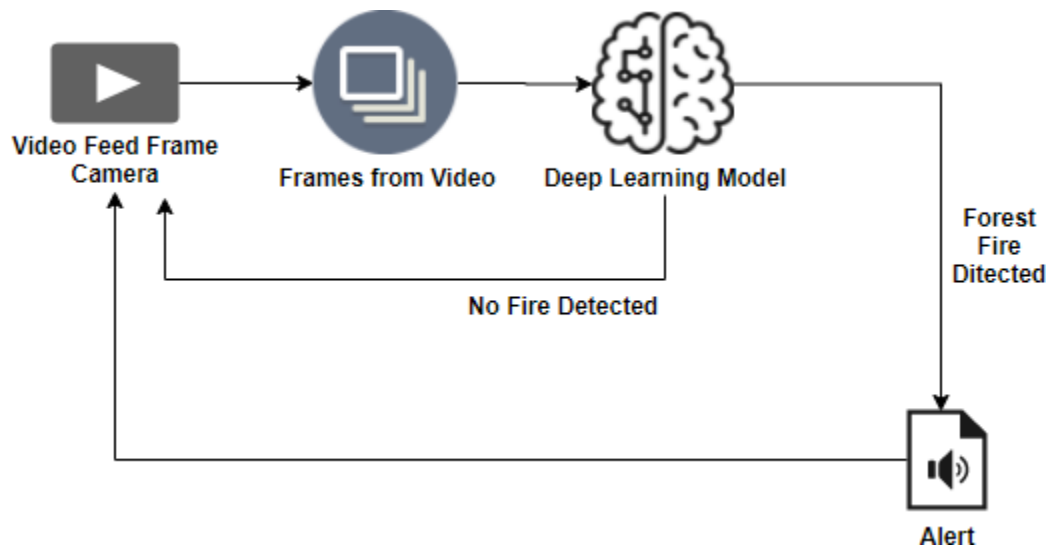 Video Feed Frame
Camera
Frames from Video
Deep Learning Model
Forest
Fire
Ditected
No Fire Detected
Alert